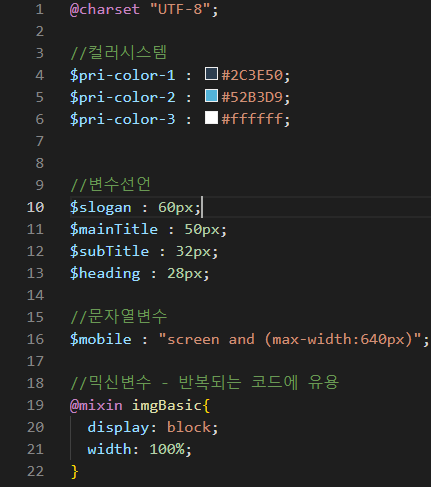 1 @charset "UTF-8";
2
3 //컬러시스템
4 $pri-color-1 : #2C3E50;
5 $pri-color-2 : #52B3D9;
6 $pri-color-3 : #ffffff;
7
8
9 //변수선언
10 $slogan : 60px;
11 $mainTitle : 50px;
12 $subTitle : 32px;
13 $heading : 28px;
14
15 //문자열변수
16 $mobile : "screen and (max-width:640px)";
17
18 //믹신변수 - 반복되는 코드에 유용
19 @mixin imgBasic{
20   display: block;
21   width: 100%;
22 }